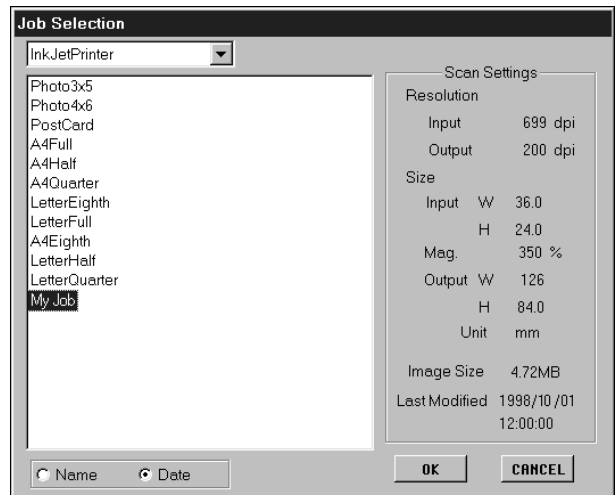 Job Selection
InkJetPrinter
Photo3x5
Photo4x6
PostCard
A4Full
A4Half
A4Quarter
LetterEighth
LetterFull
A4Eighth
LetterHalf
LetterQuarter
My Job
Name Date
Scan Settings
Resolution
Input 699 dpi
Output 200 dpi
Size
Input W 36.0
H 24.0
Mag. 350 %
Output W 126
H 84.0
Unit mm
Image Size 4.72MB
Last Modified 1998/10/01
12:00:00
OK CANCEL